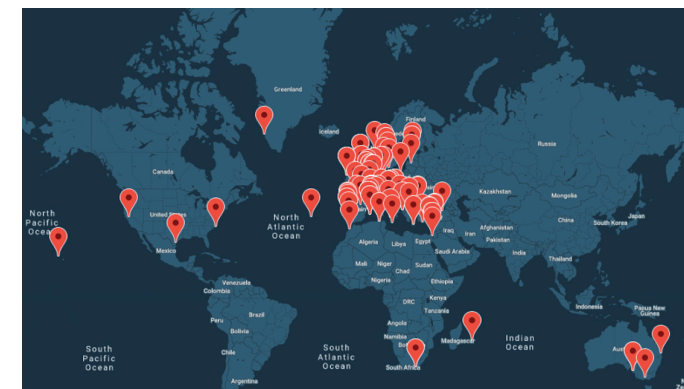 Greenland
Iceland
Finland
Russia
Canada
North
Pacific
Ocean
United States
Mexico
North
Atlantic
Ocean
Kazakhstan
Mongolia
China
South Korea
Japan
Iraq
Iran
Afghanistan
Pakistan
India
Saudi Arabia
Algeria
Libya
Egypt
Mali
Niger
Chad
Sudan
Nigeria
Ethiopia
Thailand
Venezuela
Colombia
DRC
Kenya
Tanzania
Indonesia
Papua New
Guinea
Peru
Brazil
Bolivia
Angola
Namibia
Madagascar
South
Pacific
Ocean
South
Atlantic
Ocean
Indian
Ocean
Chile
South Africa
Argentina